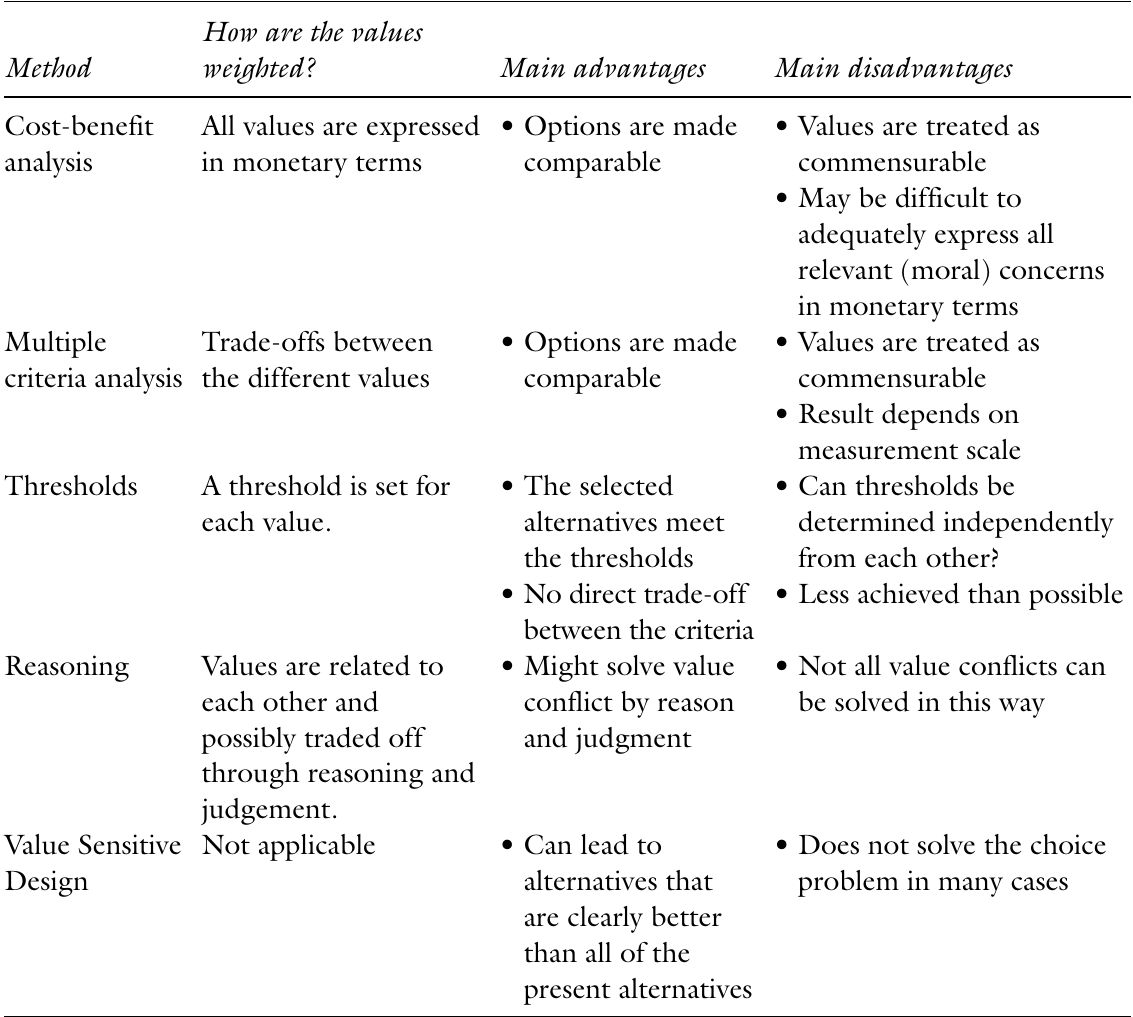 How are the values
Method weighted? Main advantages Main disadvantages
Cost-benefit All values are expressed • Options are made • Values are treated as
analysis in monetary terms comparable commensurable
• May be difficult to
adequately express all
relevant (moral) concerns
in monetary terms
Multiple Trade-offs between • Options are made • Values are treated as
criteria analysis the different values comparable commensurable
• Result depends on
measurement scale
Thresholds A threshold is set for • The selected • Can thresholds be
each value. alternatives meet determined independently
the thresholds from each other?
• No direct trade-off • Less achieved than possible
between the criteria
Reasoning Values are related to • Might solve value • Not all value conflicts can
each other and conflict by reason be solved in this way
possibly traded off and judgment
through reasoning and
judgement.
Value Sensitive Not applicable • Can lead to • Does not solve the choice
Design alternatives that problem in many cases
are clearly better
than all of the
present alternatives